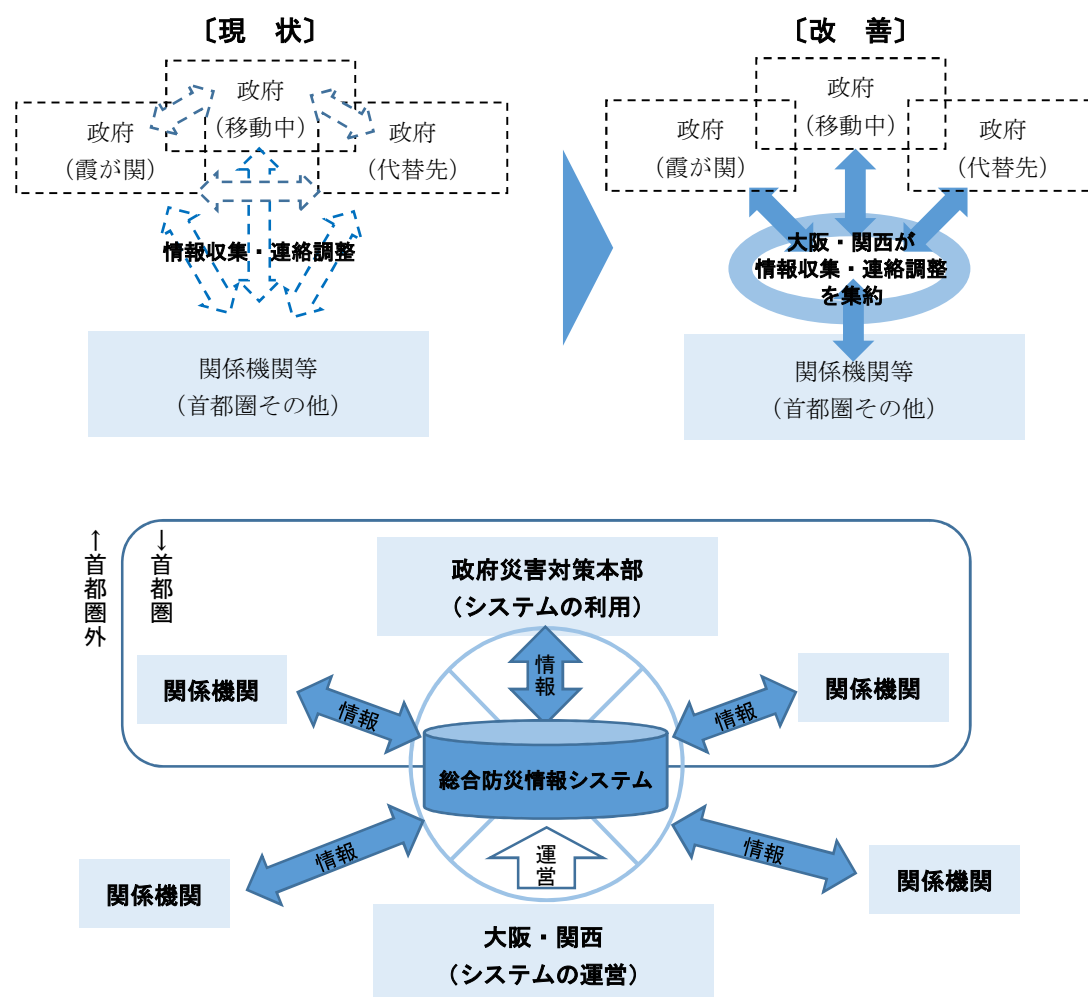 〔現　状〕
政府
（移動中）
政府
（霞が関）
政府
（代替先）
情報収集・連絡調整
関係機関等
（首都圏その他）
〔改　善〕
政府
（移動中）
政府
（霞が関）
政府
（代替先）
大阪・関西が
情報収集・連絡調整
を集約
関係機関等
（首都圏その他）
↑首都圏外
↓首都圏
政府災害対策本部
（システムの利用）
情報
関係機関
情報
関係機関
情報
総合防災情報システム
関係機関
情報
関係機関
情報
運営
大阪・関西
（システムの運営）